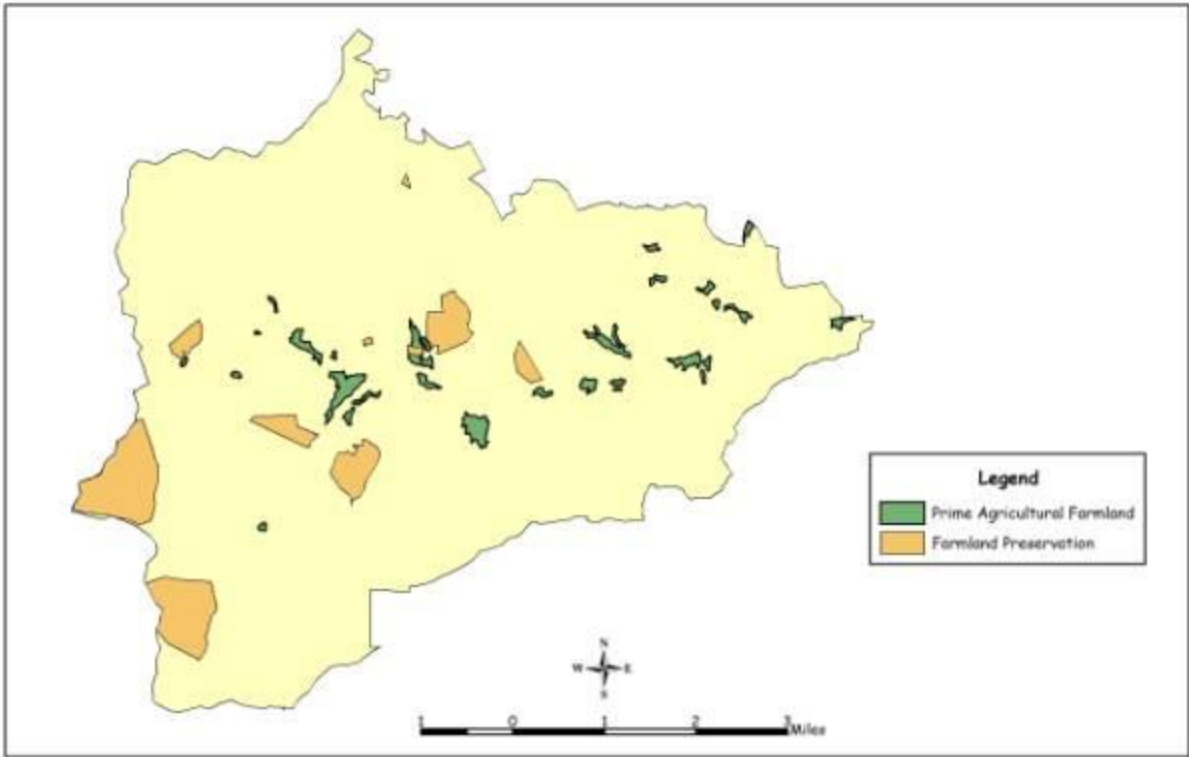 Legend
Prime Agricultural Farmland
Farmland Preservation
N
W E
S
1 0 1 2 3 Miles